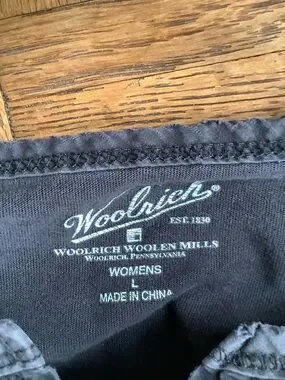 Woolrich®
EST. 1830
WOOLRICH WOOLEN MILLS
WOOLRICH, PENNSYLVANIA
WOMENS
L
MADE IN CHINA